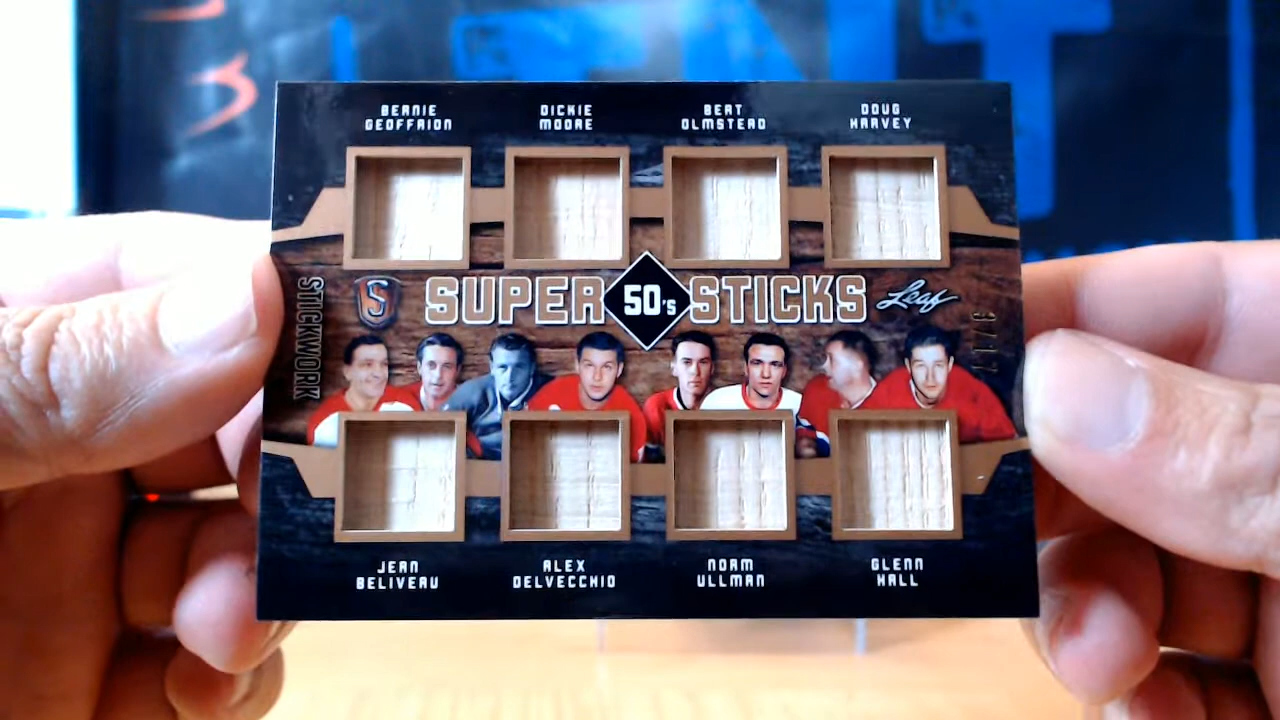 BERNIE
GEOFFRION
DICKIE
MOORE
BERT
OLMSTEAD
DOUG
HARVEY
STICKWORK
S
SUPER 50's STICKS
Leaf
JEAN
BELIVEAU
ALEX
DELVECCHIO
NORM
ULLMAN
GLENN
HALL